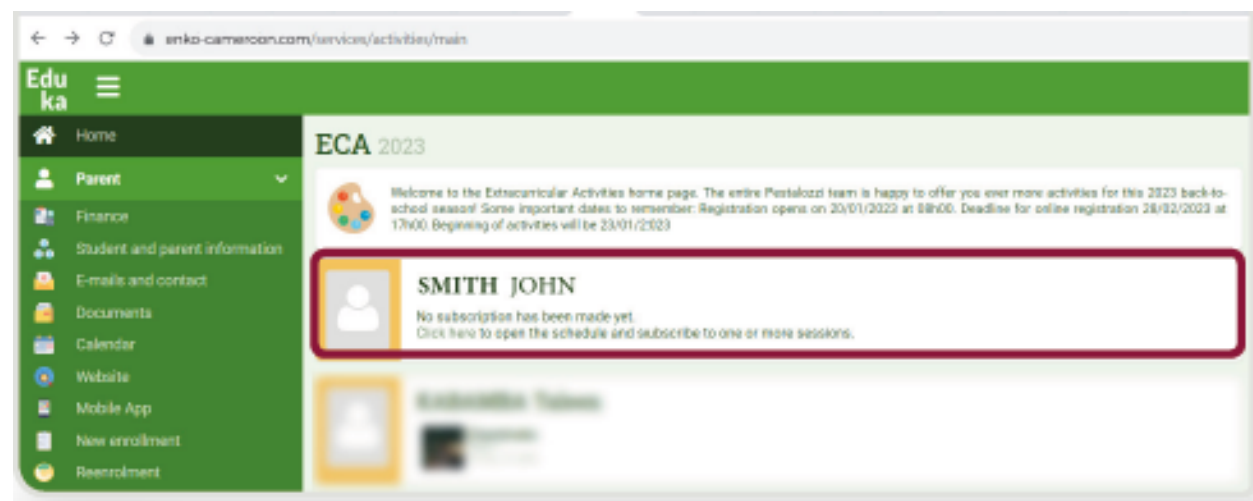 enko-cameroon.com/services/activities/main
Edu
ka
Home
Parent
Finance
Student and parent information
E-mails and contact
Documents
Calendar
Website
Mobile App
New enrollment
Reenrolment
ECA 2023
Welcome to the Extracurricular Activities home page. The entire Pestalozzi team is happy to offer you ever more activities for this 2023 back-to-
school season! Some important dates to remember: Registration opens on 20/01/2023 at 08h00. Deadline for online registration 28/02/2023 at
17h00. Beginning of activities will be 23/01/2023
SMITH JOHN
No subscription has been made yet.
Click here to open the schedule and subscribe to one or more sessions.